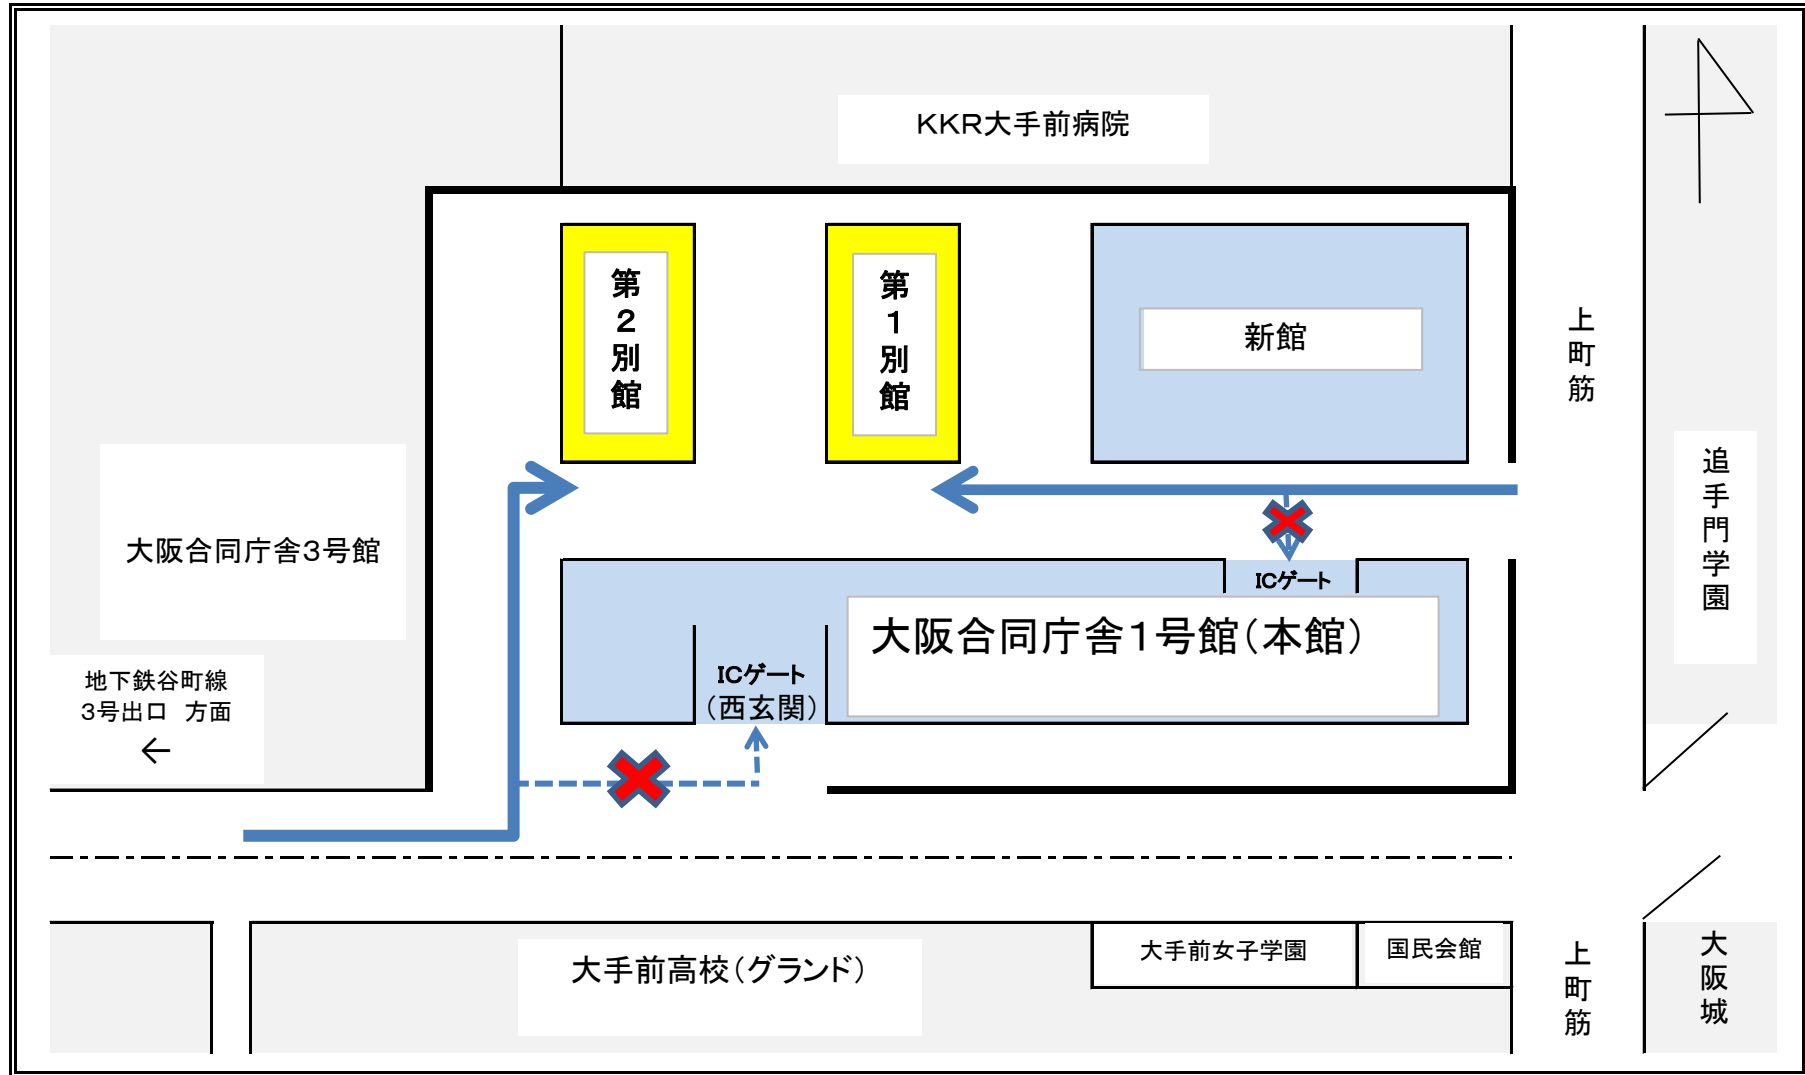 KKR大手前病院
第2別館
第1別館
新館
上町筋
追手門学園
大阪合同庁舎3号館
ICゲート
大阪合同庁舎1号館(本館)
ICゲート
(西玄関)
地下鉄谷町線
3号出口　方面
←
大手前高校(グランド)
大手前女子学園
国民会館
上町筋
大阪城